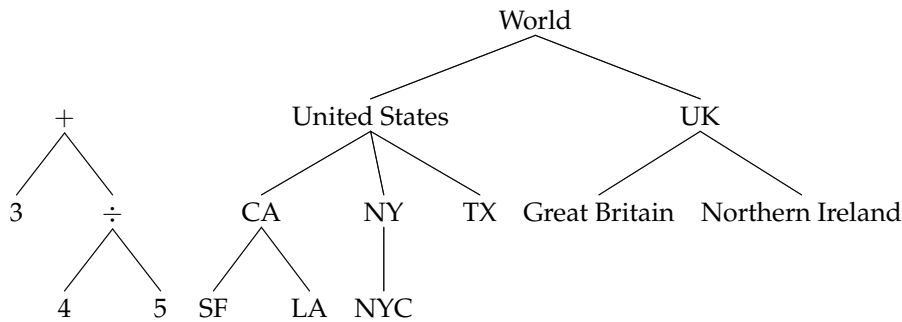 World
+ United States UK
3 ÷ CA NY TX Great Britain Northern Ireland
4 5 SF LA NYC